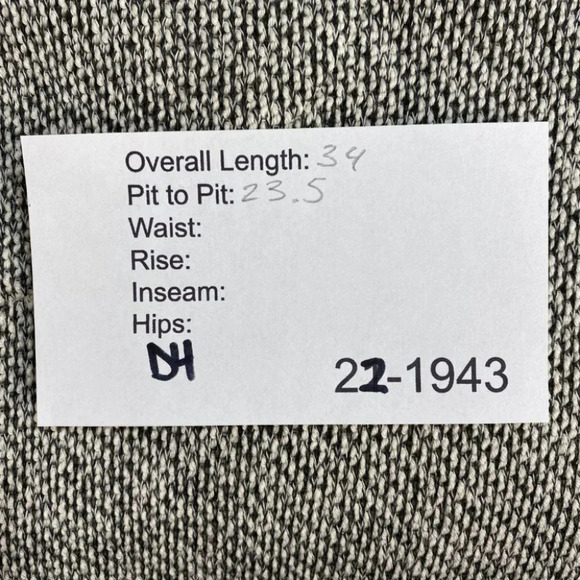 Overall Length: 34
Pit to Pit: 23.5
Waist:
Rise:
Inseam:
Hips:
DH
22-1943